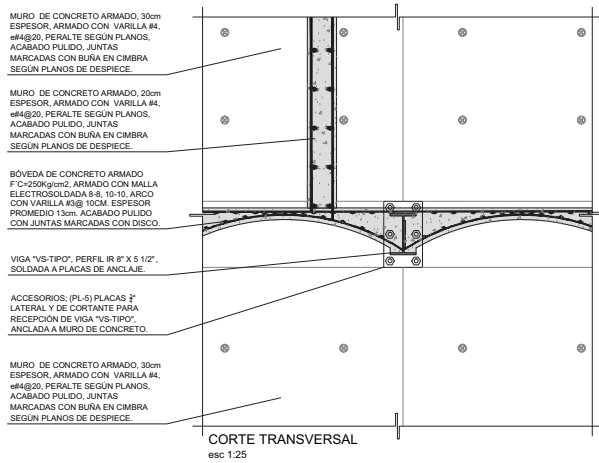 MURO DE CONCRETO ARMADO, 30cm
ESPESOR, ARMADO CON VARILLA #4,
e#4@20, PERALTE SEGÚN PLANOS,
ACABADO PULIDO, JUNTAS
MARCADAS CON BUÑA EN CIMBRA
SEGÚN PLANOS DE DESPIECE.
MURO DE CONCRETO ARMADO, 20cm
ESPESOR, ARMADO CON VARILLA #4,
e#4@20, PERALTE SEGÚN PLANOS,
ACABADO PULIDO, JUNTAS
MARCADAS CON BUÑA EN CIMBRA
SEGÚN PLANOS DE DESPIECE.
BÓVEDA DE CONCRETO ARMADO
F´C=250Kg/cm2, ARMADO CON MALLA
ELECTROSOLDADA 8-8, 10-10, ARCO
CON VARILLA #3@ 10CM. ESPESOR
PROMEDIO 13cm. ACABADO PULIDO
CON JUNTAS MARCADAS CON DISCO.
VIGA "VS-TIPO", PERFIL IR 8" X 5 1/2",
SOLDADA A PLACAS DE ANCLAJE.
ACCESORIOS; (PL-5) PLACAS
LATERAL Y DE CORTANTE PARA
RECEPCIÓN DE VIGA "VS-TIPO",
ANCLADA A MURO DE CONCRETO.
MURO DE CONCRETO ARMADO, 30cm
ESPESOR, ARMADO CON VARILLA #4,
e#4@20, PERALTE SEGÚN PLANOS,
ACABADO PULIDO, JUNTAS
MARCADAS CON BUÑA EN CIMBRA
SEGÚN PLANOS DE DESPIECE.
CORTE TRANSVERSAL
esc 1:25